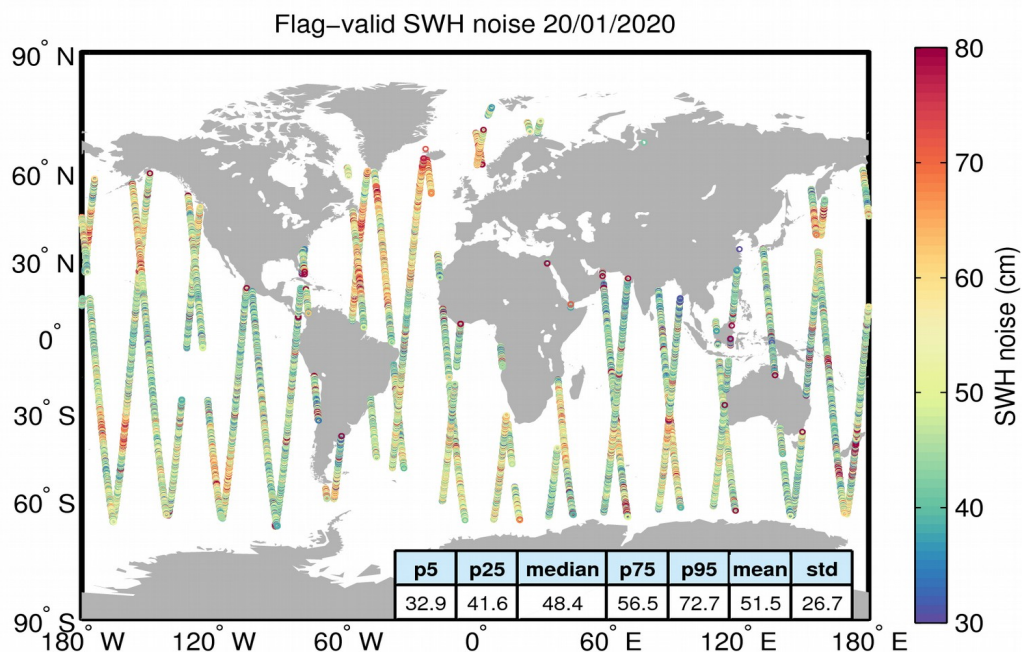 Flag−valid SWH noise 20/01/2020
90° N
60° N
30° N
0°
30° S
60° S
90° S
180° W
120° W
60° W
0°
60° E
120° E
180° E
80
70
60
50
40
30
SWH noise (cm)
p5 p25 median p75 p95 mean std
32.9 41.6 48.4 56.5 72.7 51.5 26.7